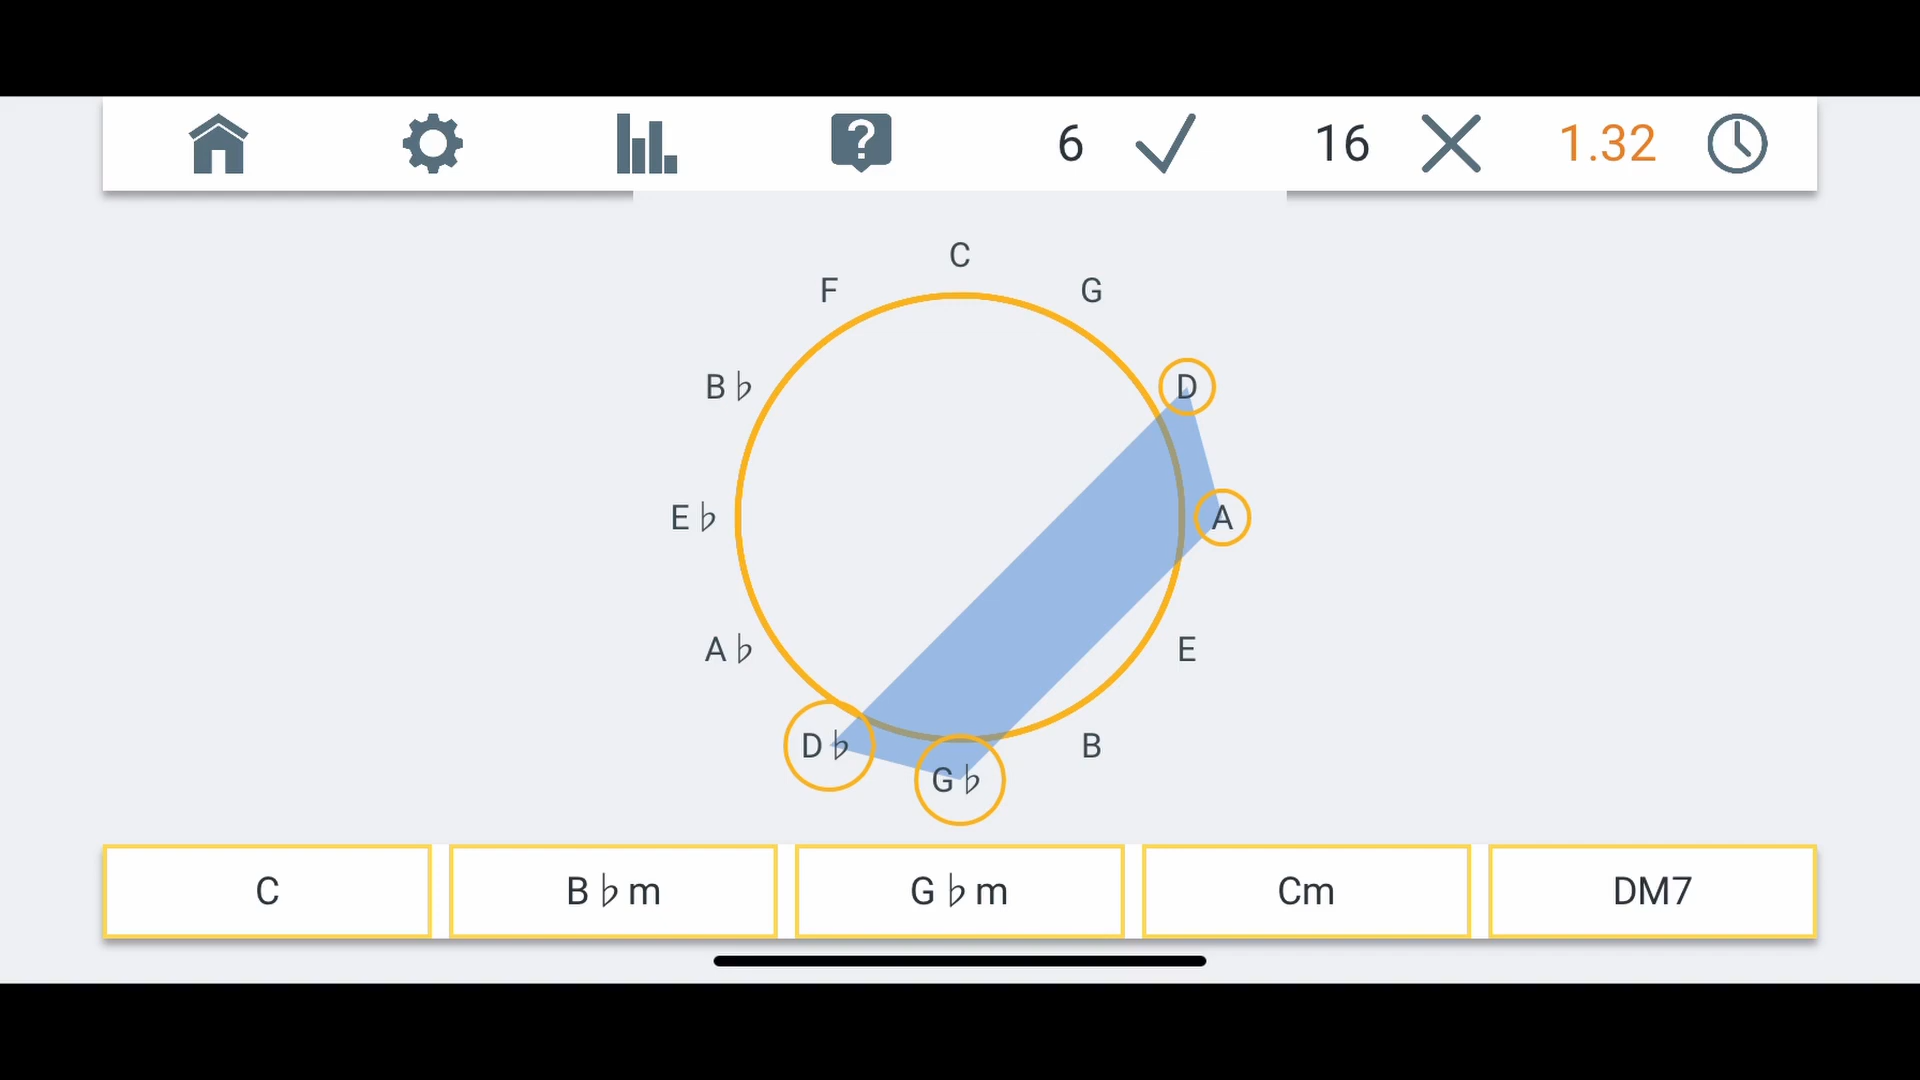 ? 6 16 1.32
C
F G
B♭ D
E♭ A
A♭ E
D♭ B
G♭
C B♭m G♭m Cm DM7